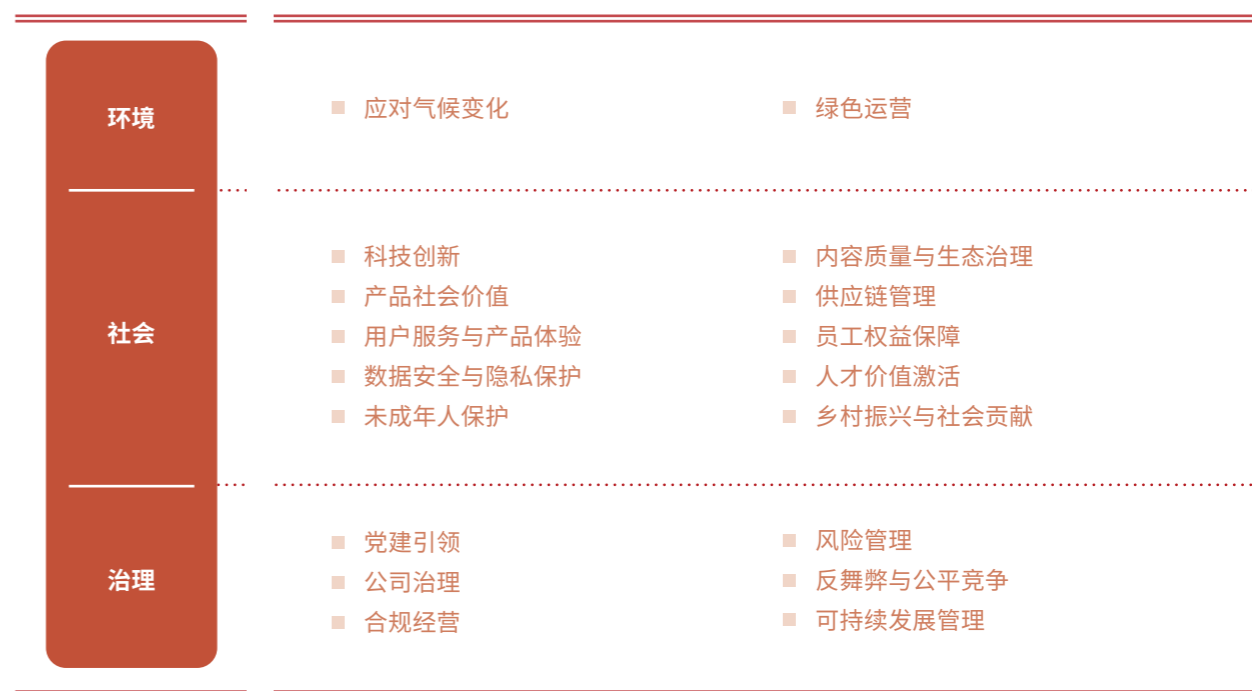 环境
应对气候变化
绿色运营
社会
科技创新
产品社会价值
用户服务与产品体验
数据安全与隐私保护
未成年人保护
内容质量与生态治理
供应链管理
员工权益保障
人才价值激活
乡村振兴与社会贡献
治理
党建引领
公司治理
合规经营
风险管理
反舞弊与公平竞争
可持续发展管理